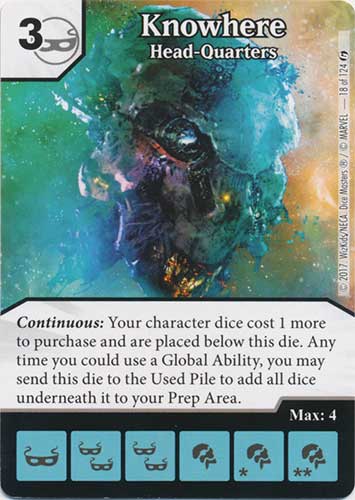 3
Knowhere
Head-Quarters
© 2017. WizKids/NECA. Dice Masters ® / © MARVEL — 18 of 124
Continuous: Your character dice cost 1 more
to purchase and are placed below this die. Any
time you could use a Global Ability, you may
send this die to the Used Pile to add all dice
underneath it to your Prep Area.
Max: 4
*
**